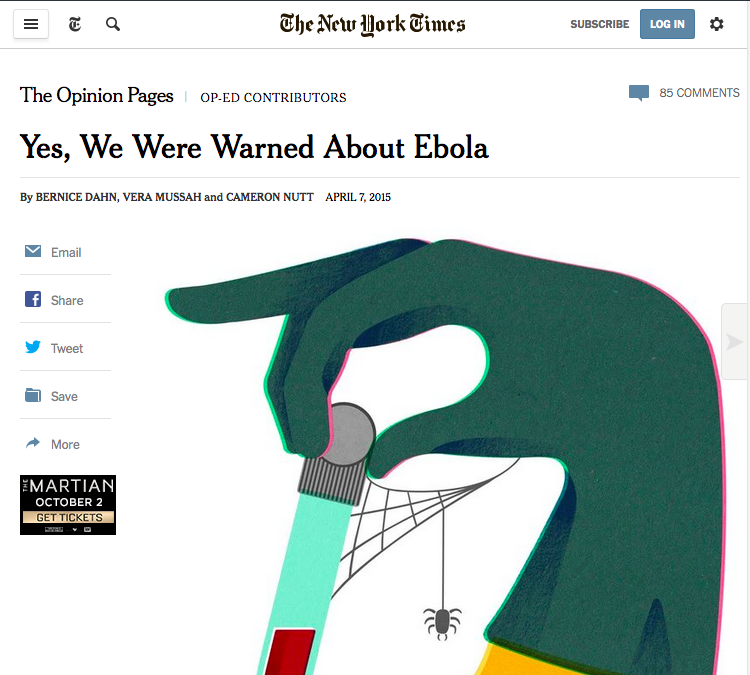 The New York Times
SUBSCRIBE
LOG IN
The Opinion Pages | OP-ED CONTRIBUTORS
85 COMMENTS
Yes, We Were Warned About Ebola
By BERNICE DAHN, VERA MUSSAH and CAMERON NUTT APRIL 7, 2015
Email
Share
Tweet
Save
More
THE MARTIAN
OCTOBER 2
GET TICKETS